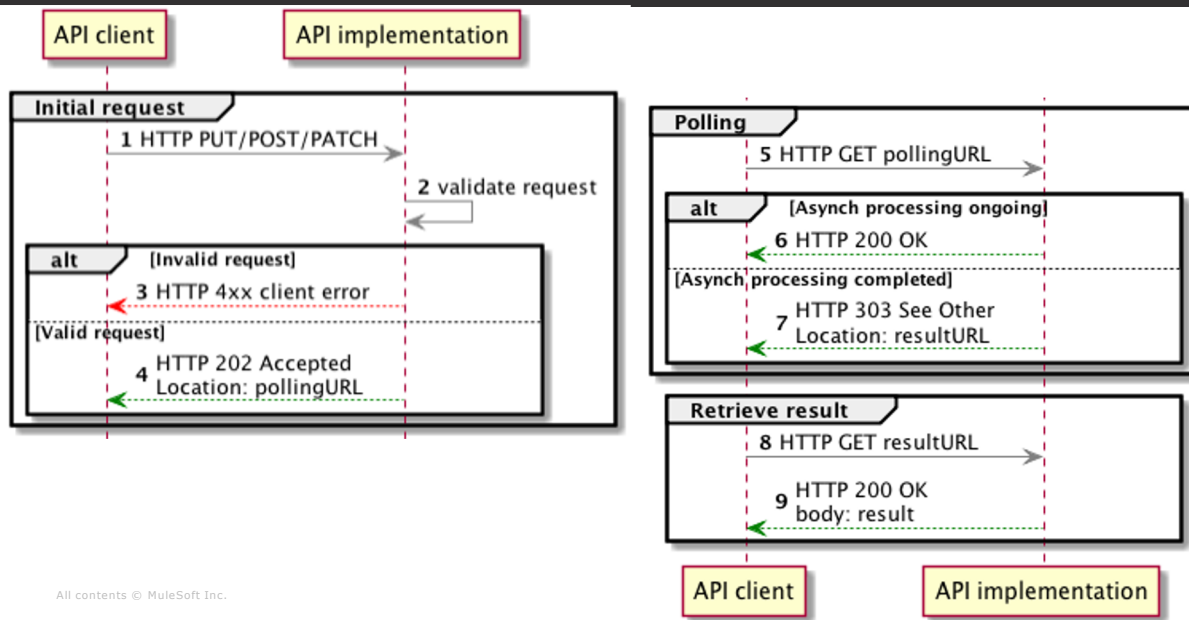 API client
API implementation
Initial request
1 HTTP PUT/POST/PATCH
2 validate request
alt [Invalid request]
3 HTTP 4xx client error
[Valid request]
4 HTTP 202 Accepted
Location: pollingURL
All contents © MuleSoft Inc.
Polling
5 HTTP GET pollingURL
alt [Asynch processing ongoing]
6 HTTP 200 OK
[Asynch processing completed]
7 HTTP 303 See Other
Location: resultURL
Retrieve result
8 HTTP GET resultURL
9 HTTP 200 OK
body: result
API client
API implementation